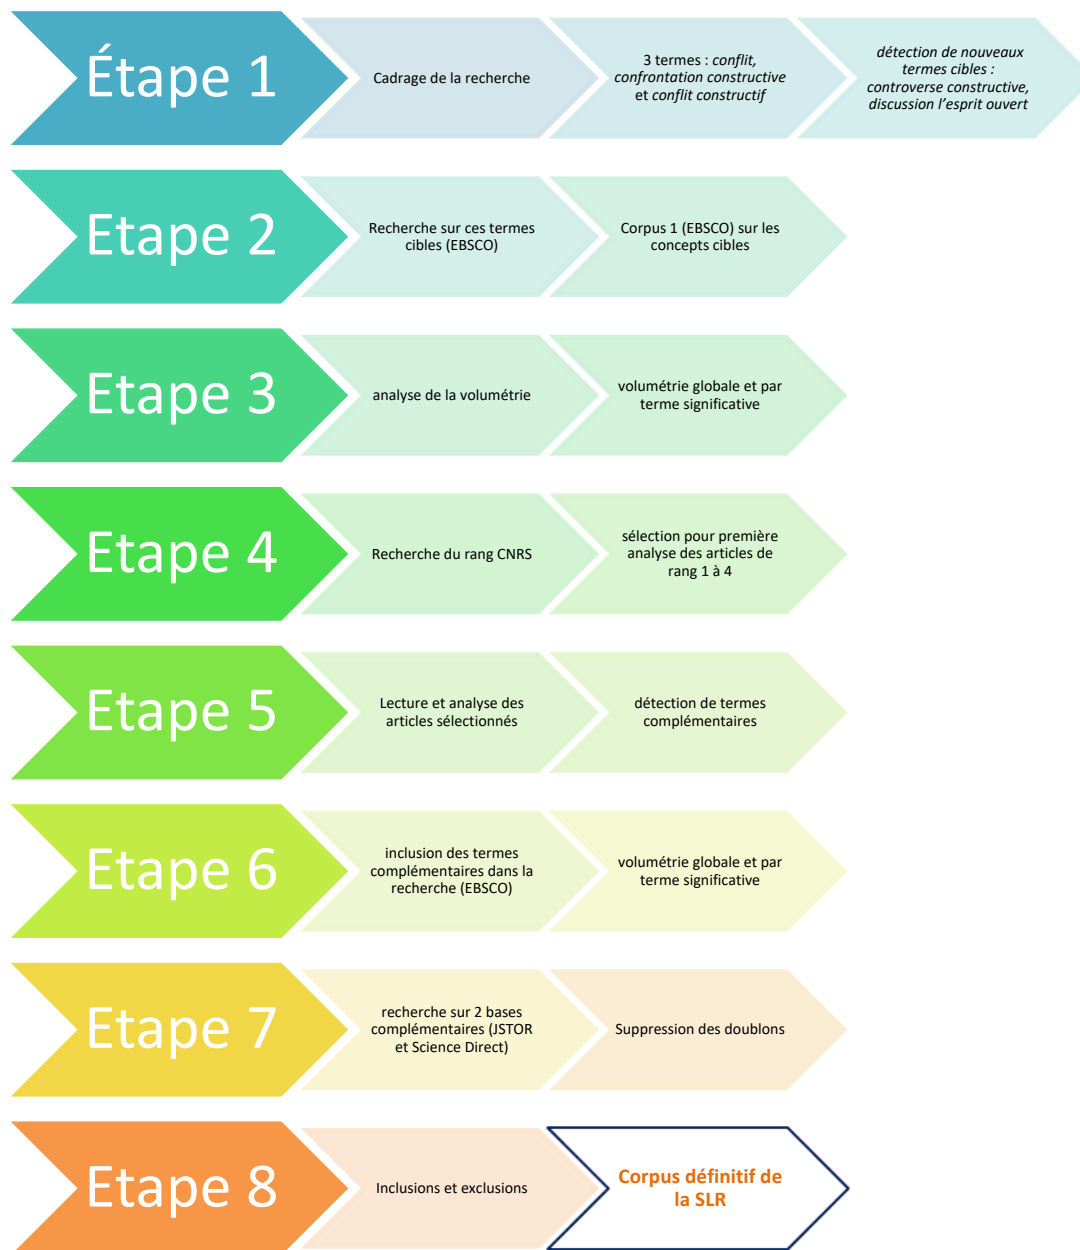 Étape 1
Cadrage de la recherche
3 termes : conflit,
confrontation constructive
et conflit constructif
détection de nouveaux
termes cibles :
controverse constructive,
discussion l'esprit ouvert
Etape 2
Recherche sur ces termes
cibles (EBSCO)
Corpus 1 (EBSCO) sur les
concepts cibles
Etape 3
analyse de la volumétrie
volumétrie globale et par
terme significative
Etape 4
Recherche du rang CNRS
sélection pour première
analyse des articles de
rang 1 à 4
Etape 5
Lecture et analyse des
articles sélectionnés
détection de termes
complémentaires
Etape 6
inclusion des termes
complémentaires dans la
recherche (EBSCO)
volumétrie globale et par
terme significative
Etape 7
recherche sur 2 bases
complémentaires (JSTOR
et Science Direct)
Suppression des doublons
Etape 8
Inclusions et exclusions
Corpus définitif de
la SLR